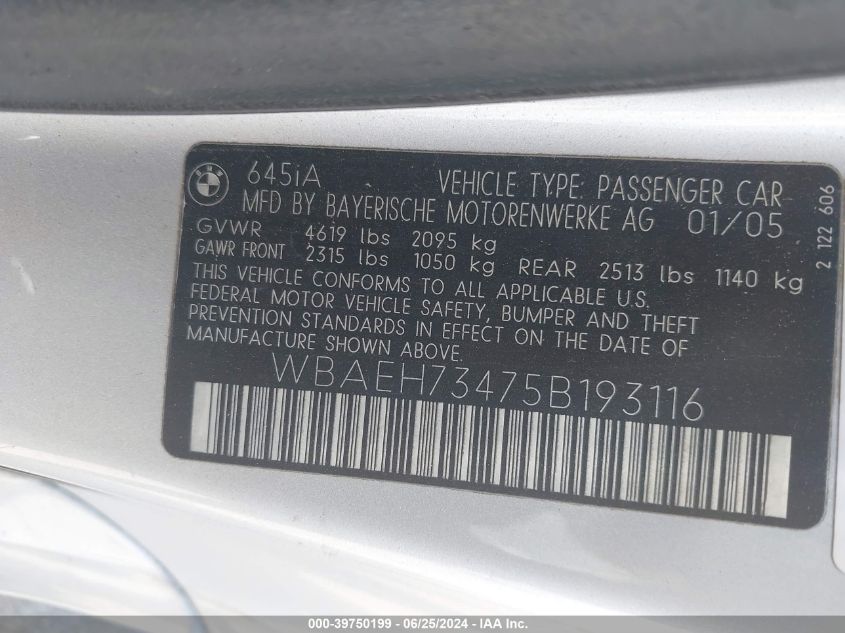 645iA VEHICLE TYPE: PASSENGER CAR
MFD BY BAYERISCHE MOTORENWERKE AG 01/05
GVWR 4619 lbs 2095 kg
GAWR FRONT 2315 lbs 1050 kg REAR 2513 lbs 1140 kg
THIS VEHICLE CONFORMS TO ALL APPLICABLE U.S.
FEDERAL MOTOR VEHICLE SAFETY, BUMPER AND THEFT
PREVENTION STANDARDS IN EFFECT ON THE DATE OF
MANUFACTURE SHOWN ABOVE.
WBAEH73475B193116
2 122 606
000-39750199 - 06/25/2024 - IAA Inc.